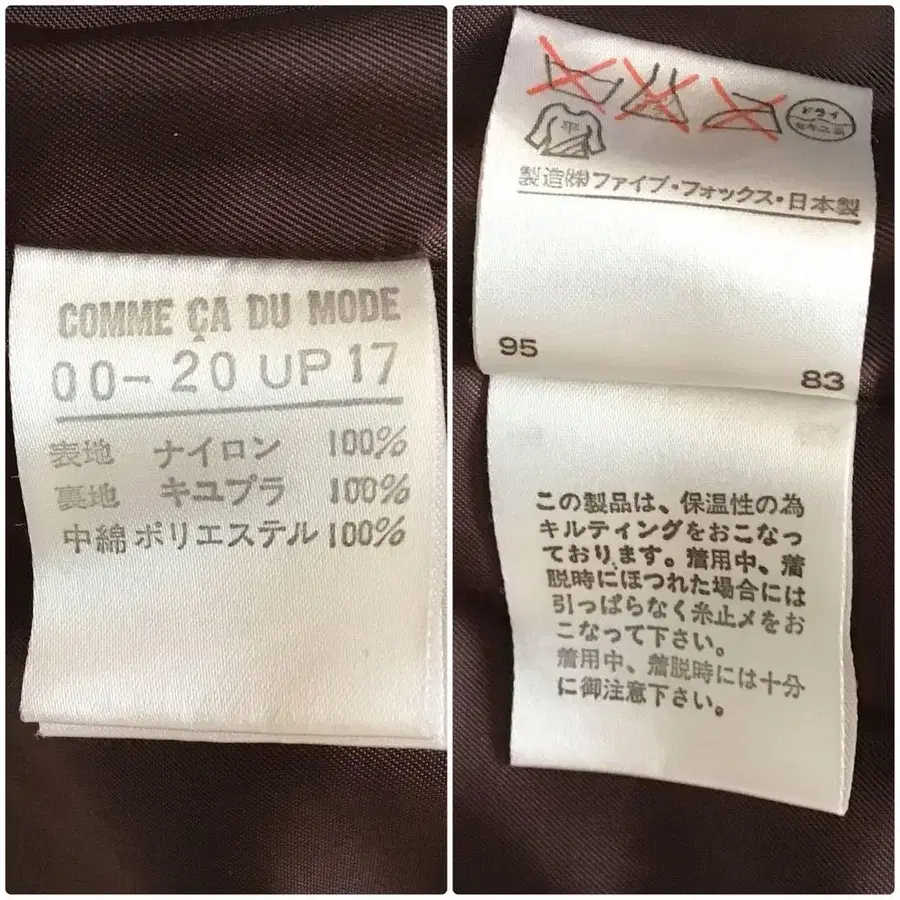 COMME ÇA DU MODE
00-20 UP 17
表地 ナイロン 100%
裏地 キユプラ 100%
中綿 ポリエステル 100%
ドライ
セキユ系
平
製造㈱ファイブ・フォックス・日本製
95
83
この製品は、保温性の為
キルティングをおこなっ
ております。着用中、着
脱時にほつれた場合には
引っぱらなく糸止メをお
こなって下さい。
着用中、着脱時には十分
に御注意下さい。